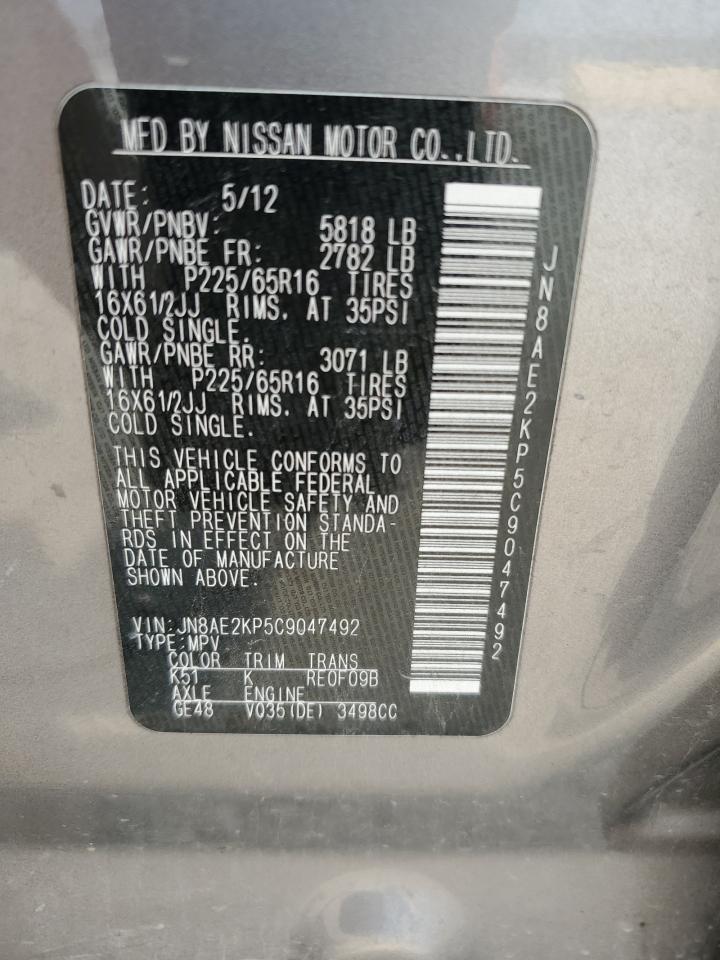 MFD BY NISSAN MOTOR CO.,LTD.
DATE: 5/12
GVWR/PNBV: 5818 LB
GAWR/PNBE FR: 2782 LB
WITH P225/65R16 TIRES
16X61/2JJ RIMS. AT 35PSI
COLD SINGLE.
GAWR/PNBE RR: 3071 LB
WITH P225/65R16 TIRES
16X61/2JJ RIMS. AT 35PSI
COLD SINGLE.
THIS VEHICLE CONFORMS TO
ALL APPLICABLE FEDERAL
MOTOR VEHICLE SAFETY AND
THEFT PREVENTION STANDA-
RDS IN EFFECT ON THE
DATE OF MANUFACTURE
SHOWN ABOVE.
VIN:JN8AE2KP5C9047492
TYPE:MPV
COLOR TRIM TRANS
K51 K RE0F09B
AXLE ENGINE
GE48 VQ35(DE) 3498CC
JN8AE2KP5C9047492